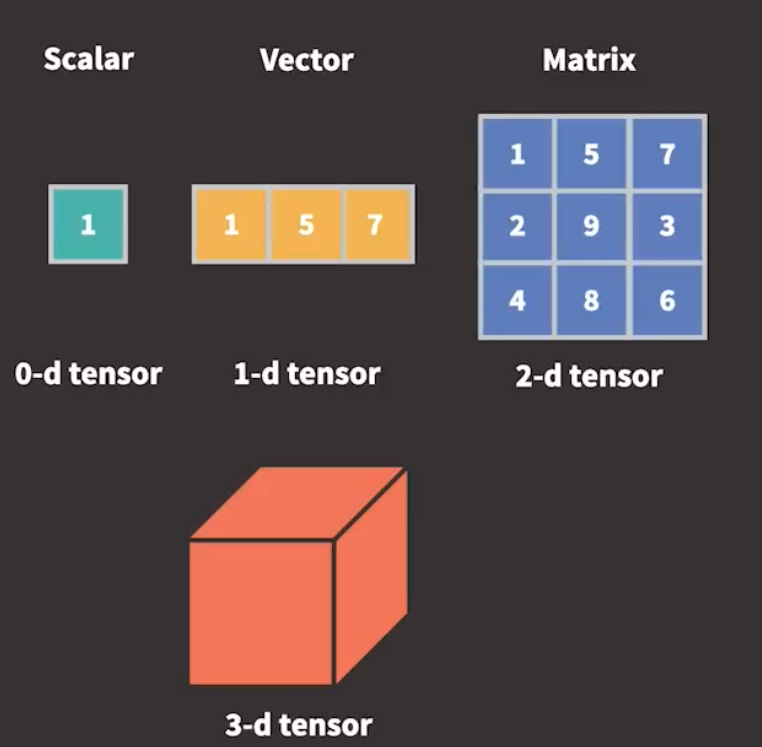 Scalar Vector Matrix
1 5 7
1 1 5 7 2 9 3
4 8 6
0-d tensor 1-d tensor 2-d tensor
3-d tensor